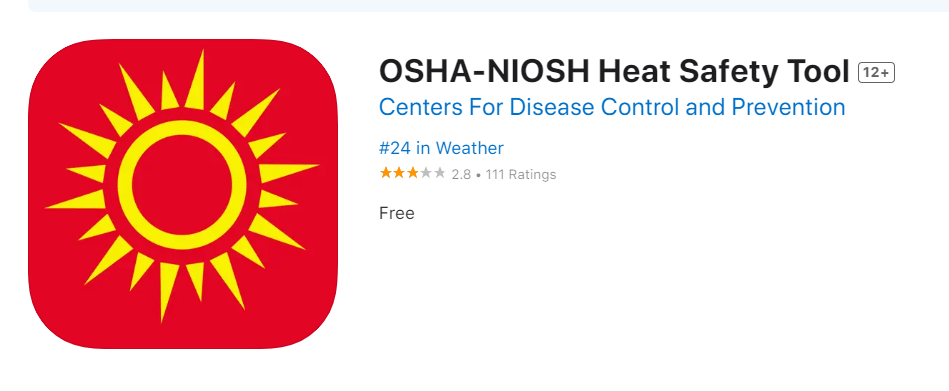 OSHA-NIOSH Heat Safety Tool 12+
Centers For Disease Control and Prevention
#24 in Weather
2.8 • 111 Ratings
Free